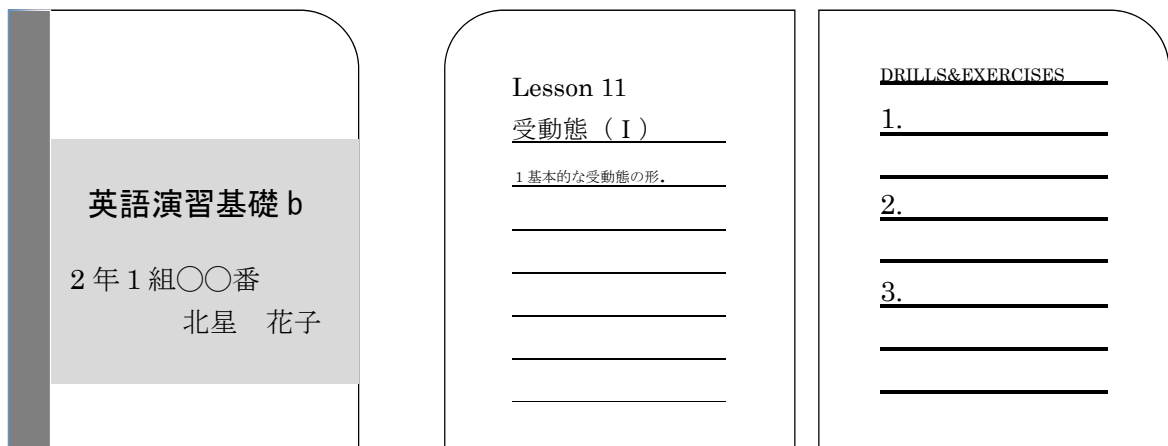 英語演習基礎 b
2 年 1 組〇〇番
北星　花子
Lesson 11
受動態（Ⅰ）
1 基本的な受動態の形．
DRILLS&EXERCISES
1.
2.
3.